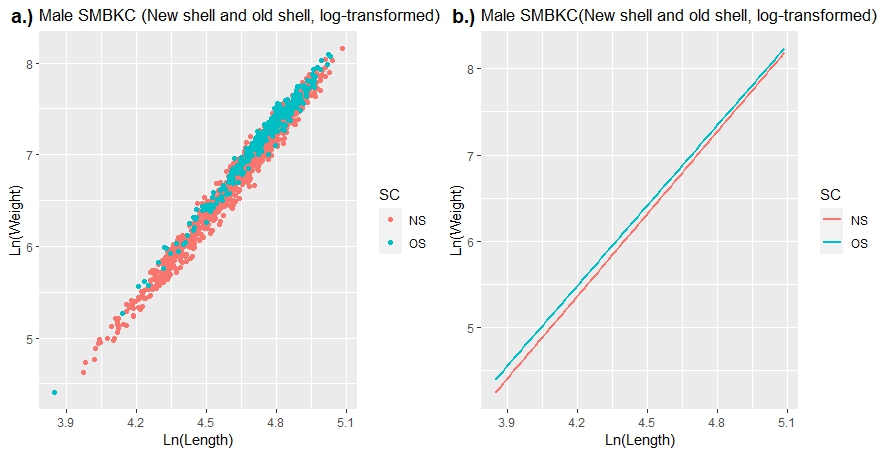 a.) Male SMBKC (New shell and old shell, log-transformed)
8
7
6
5
Ln(Weight)
3.9 4.2 4.5 4.8 5.1
Ln(Length)
SC
NS
OS
b.) Male SMBKC(New shell and old shell, log-transformed)
8
7
6
5
Ln(Weight)
3.9 4.2 4.5 4.8 5.1
Ln(Length)
SC
NS
OS